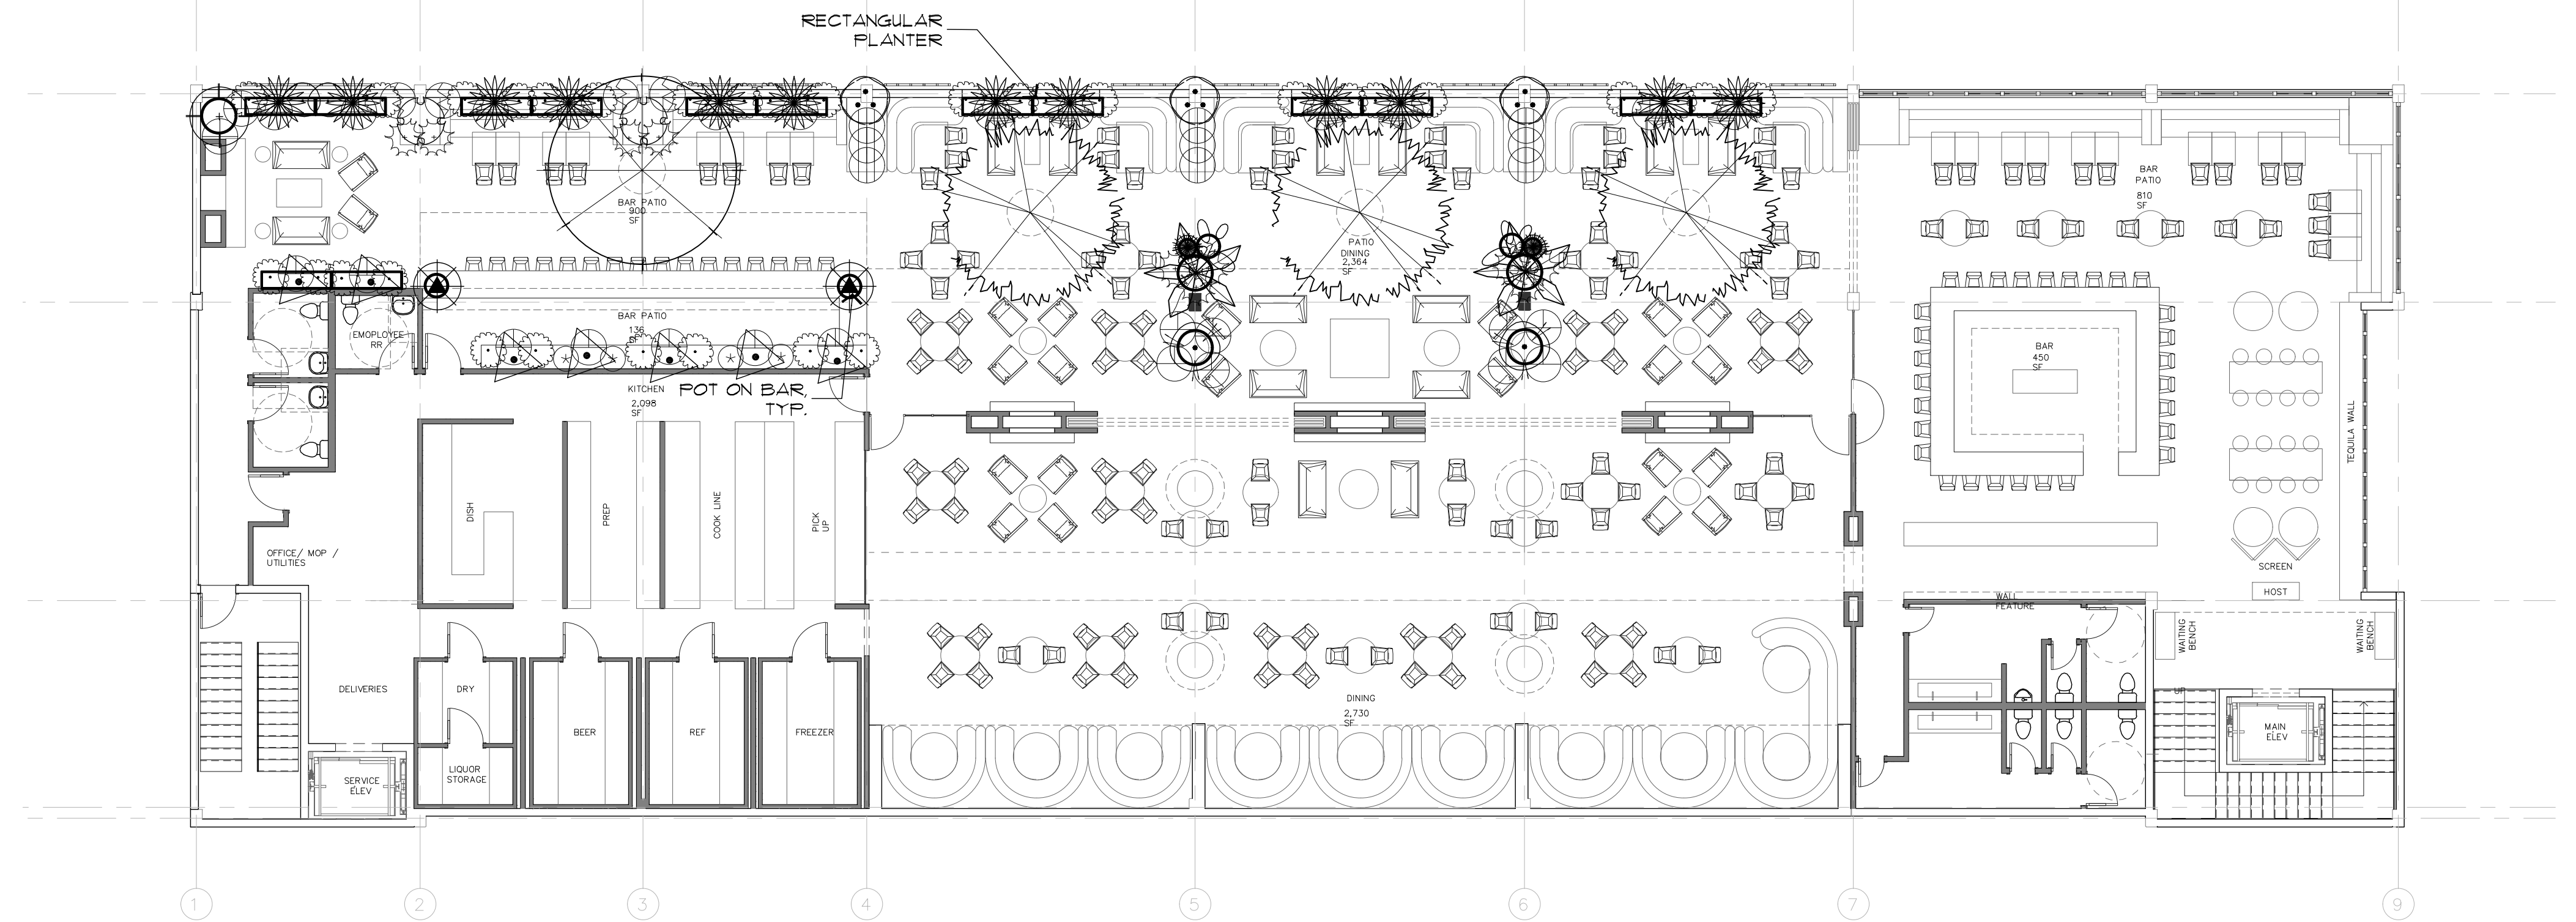 RECTANGULAR
PLANTER
BAR PATIO
900
SF
BAR
PATIO
810
SF
PATIO
DINING
2,364
SF
BAR PATIO
136
SF
EMOPLOYEE
RR
BAR
450
SF
KITCHEN
2,098
SF
POT ON BAR,
TYP.
TEQUILA WALL
DISH
PREP
COOK LINE
PICK
UP
OFFICE/ MOP /
UTILITIES
SCREEN
HOST
WALL
FEATURE
WAITING
BENCH
WAITING
BENCH
DELIVERIES
DRY
UP
DINING
2,730
SF
BEER
REF
FREEZER
MAIN
ELEV
LIQUOR
STORAGE
SERVICE
ELEV
1
2
3
4
5
6
7
9